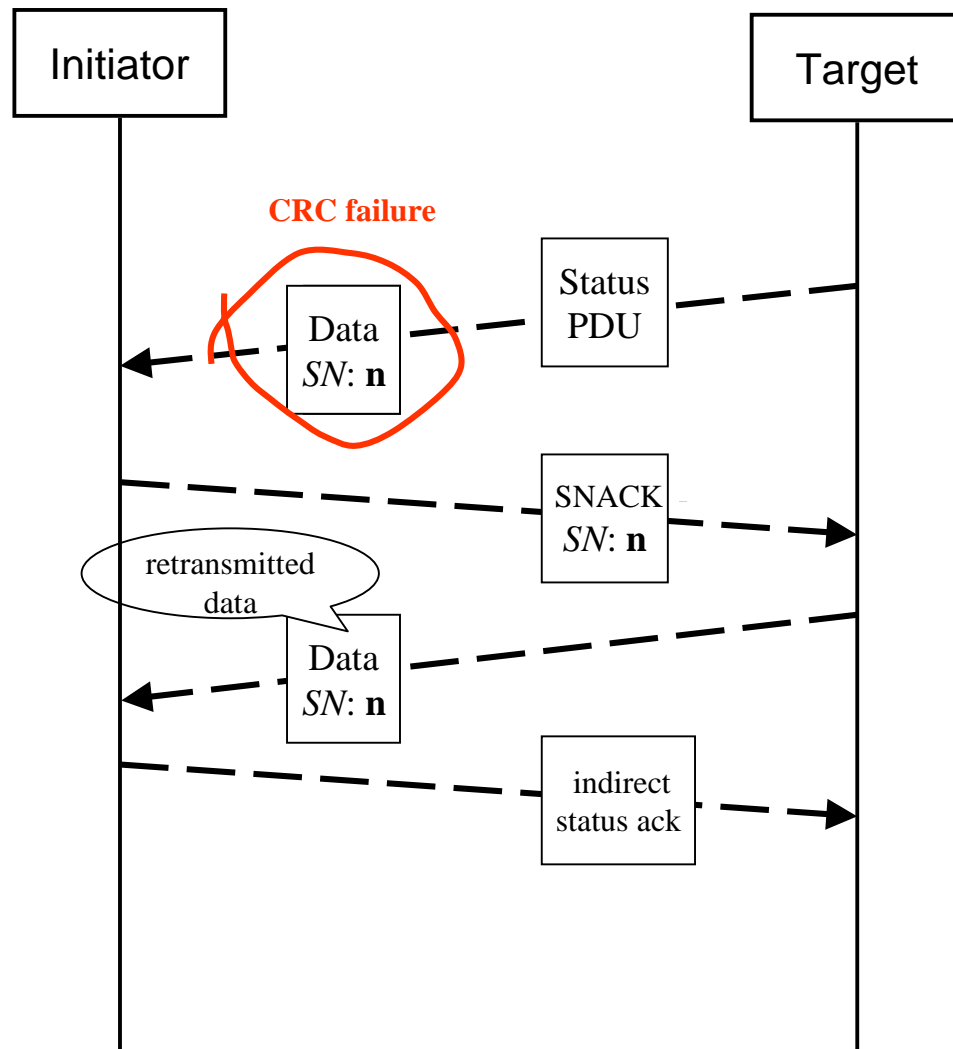 Initiator
Target
CRC failure
Status
PDU
Data
SN: n
SNACK
SN: n
retransmitted
data
Data
SN: n
indirect
status ack